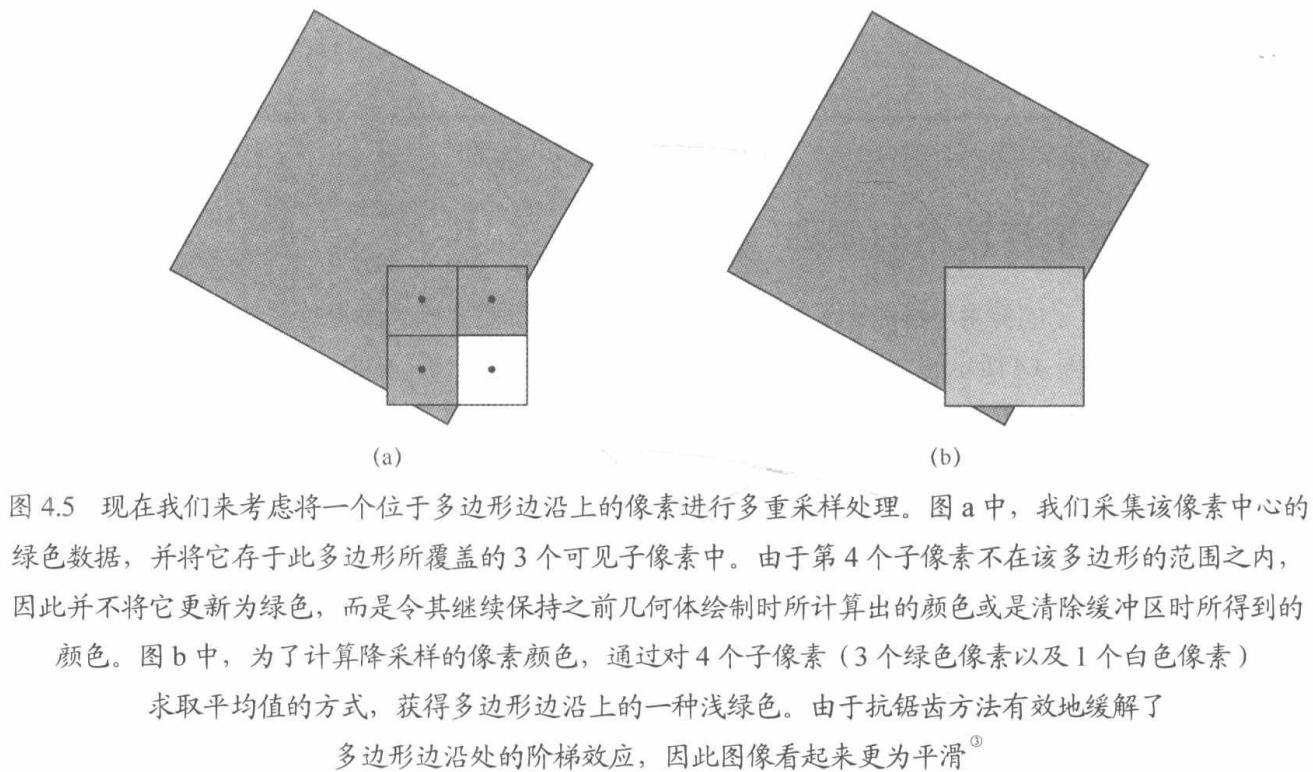 (a)
(b)
图 4.5 现在我们来考虑将一个位于多边形边沿上的像素进行多重采样处理。图 a 中，我们采集该像素中心的
绿色数据，并将它存于此多边形所覆盖的 3 个可见子像素中。由于第 4 个子像素不在该多边形的范围之内，
因此并不将它更新为绿色，而是令其继续保持之前几何体绘制时所计算出的颜色或是清除缓冲区时所得到的
颜色。图 b 中，为了计算降采样的像素颜色，通过对 4 个子像素（3 个绿色像素以及 1 个白色像素）
求取平均值的方式，获得多边形边沿上的一种浅绿色。由于抗锯齿方法有效地缓解了
多边形边沿处的阶梯效应，因此图像看起来更为平滑③